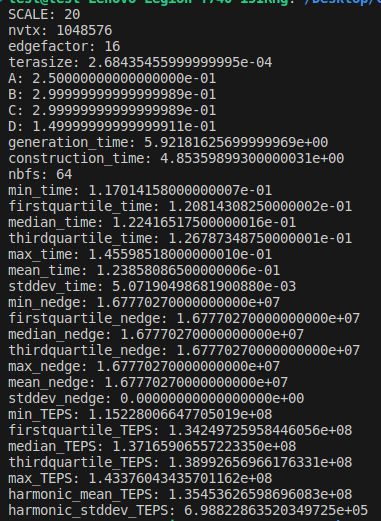 SCALE: 20
nvtx: 1048576
edgefactor: 16
terasize: 2.68435455999999995e-04
A: 2.50000000000000000e-01
B: 2.99999999999999989e-01
C: 2.99999999999999989e-01
D: 1.49999999999999911e-01
generation_time: 5.92181625699999969e+00
construction_time: 4.85359899300000031e+00
nbfs: 64
min_time: 1.17014158000000007e-01
firstquartile_time: 1.20814308250000002e-01
median_time: 1.22416517500000016e-01
thirdquartile_time: 1.26787348750000001e-01
max_time: 1.45598518000000010e-01
mean_time: 1.23858086500000006e-01
stddev_time: 5.07190498681900880e-03
min_nedge: 1.67770270000000000e+07
firstquartile_nedge: 1.67770270000000000e+07
median_nedge: 1.67770270000000000e+07
thirdquartile_nedge: 1.67770270000000000e+07
max_nedge: 1.67770270000000000e+07
mean_nedge: 1.67770270000000000e+07
stddev_nedge: 0.00000000000000000e+00
min_TEPS: 1.15228006647705019e+08
firstquartile_TEPS: 1.34249725958446056e+08
median_TEPS: 1.37165906557223350e+08
thirdquartile_TEPS: 1.38992656966176331e+08
max_TEPS: 1.43376043435701162e+08
harmonic_mean_TEPS: 1.35453626598696083e+08
harmonic_stddev_TEPS: 6.98822863520349725e+05